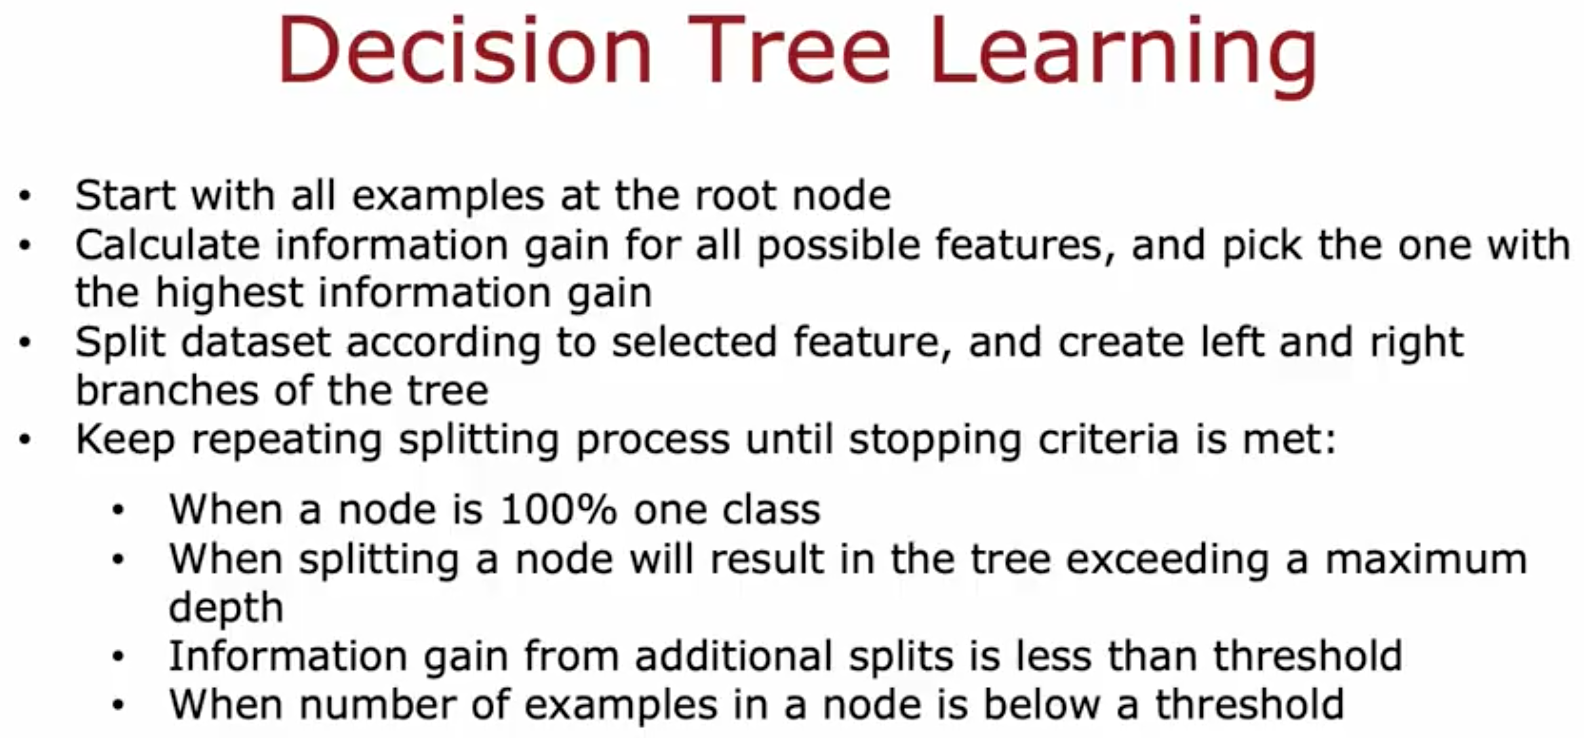 Decision Tree Learning
• Start with all examples at the root node
• Calculate information gain for all possible features, and pick the one with
the highest information gain
• Split dataset according to selected feature, and create left and right
branches of the tree
• Keep repeating splitting process until stopping criteria is met:
• When a node is 100% one class
• When splitting a node will result in the tree exceeding a maximum
depth
• Information gain from additional splits is less than threshold
• When number of examples in a node is below a threshold